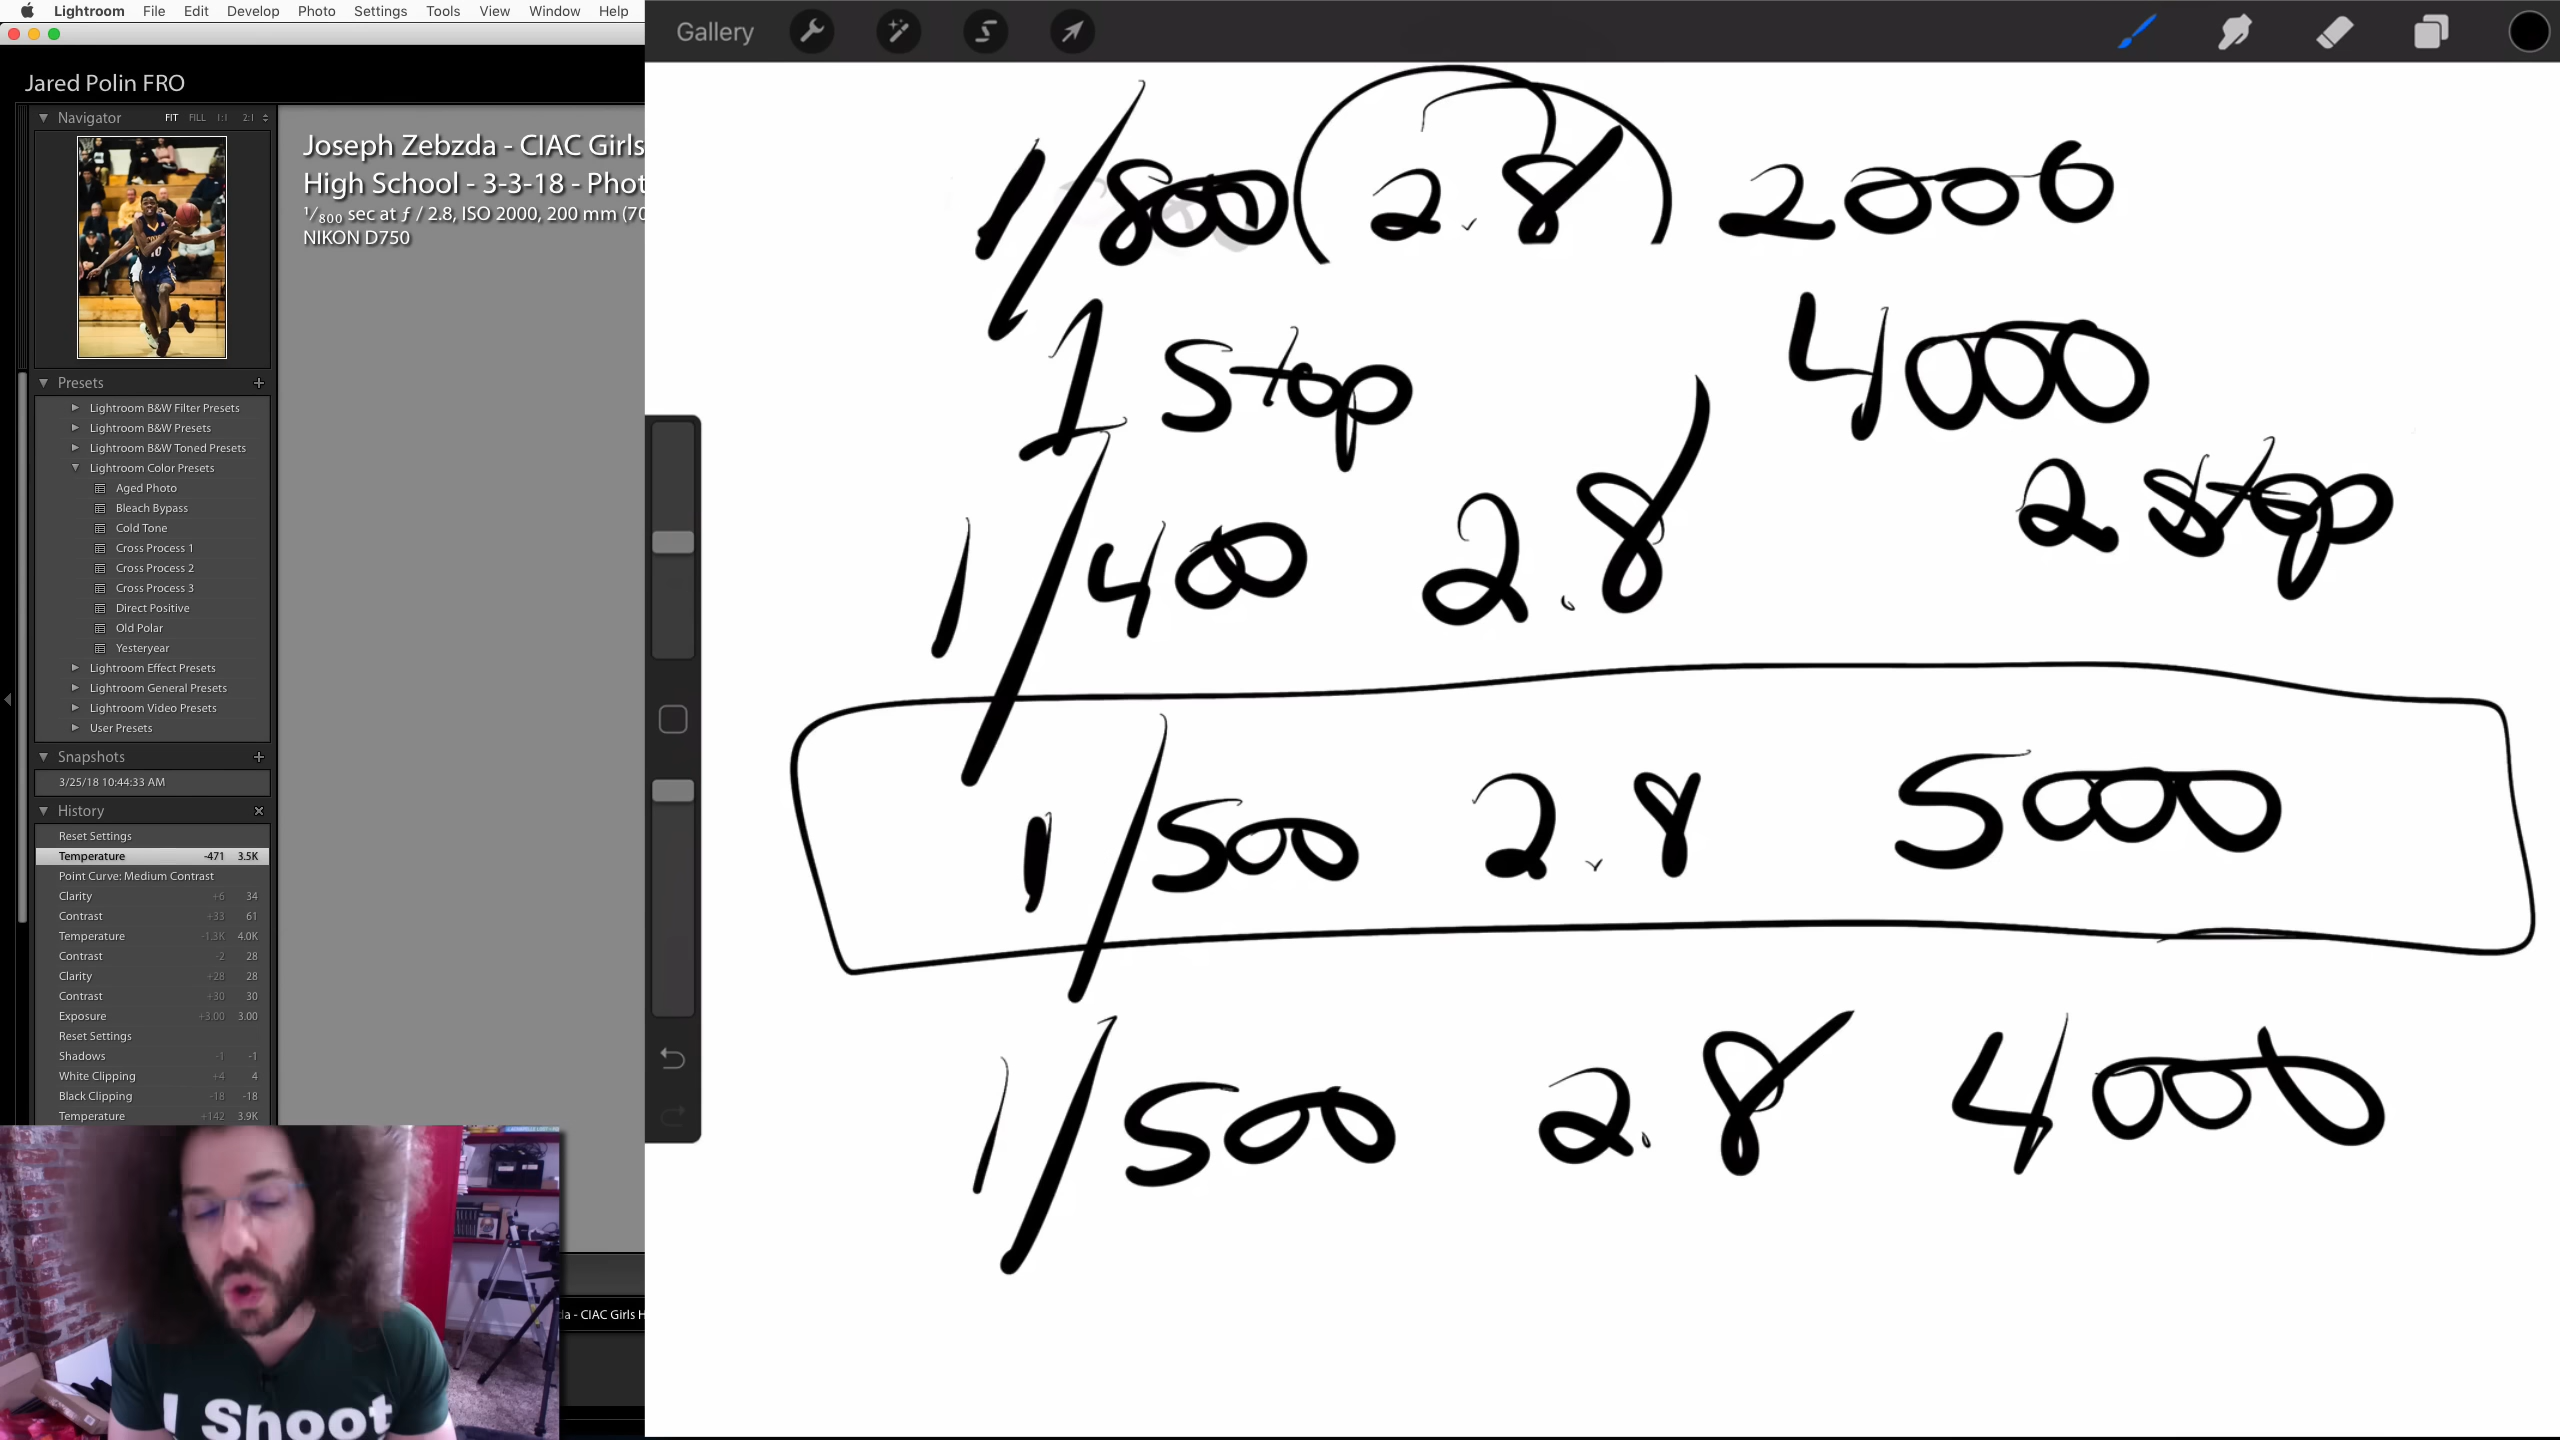 Lightroom File Edit Develop Photo Settings Tools View Window Help
Jared Polin FRO
Navigator FIT FILL 1:1 2:1
Presets +
Lightroom B&W Filter Presets
Lightroom B&W Presets
Lightroom B&W Toned Presets
Lightroom Color Presets
Aged Photo
Bleach Bypass
Cold Tone
Cross Process 1
Cross Process 2
Cross Process 3
Direct Positive
Old Polar
Yesteryear
Lightroom Effect Presets
Lightroom General Presets
Lightroom Video Presets
User Presets
Snapshots +
3/25/18 10:44:33 AM
History
Reset Settings
Temperature -471 3.5K
Point Curve: Medium Contrast
Clarity +6 34
Contrast +33 61
Temperature -1.3K 4.0K
Contrast -2 28
Clarity +28 28
Contrast +30 30
Exposure +3.00 3.00
Reset Settings
Shadows -1 -1
White Clipping +4 4
Black Clipping -18 -18
Temperature +142 3.9K
Joseph Zebzda - CIAC Girls
High School - 3-3-18 - Phot
1/800 sec at ƒ / 2.8, ISO 2000, 200 mm (70
NIKON D750
da - CIAC Girls H
I Shoot
Gallery
1/800 (2.8) 2000
1 Stop 4000
1/400 2.8 2 stop
1/500 2.8 5000
1/500 2.8 4000